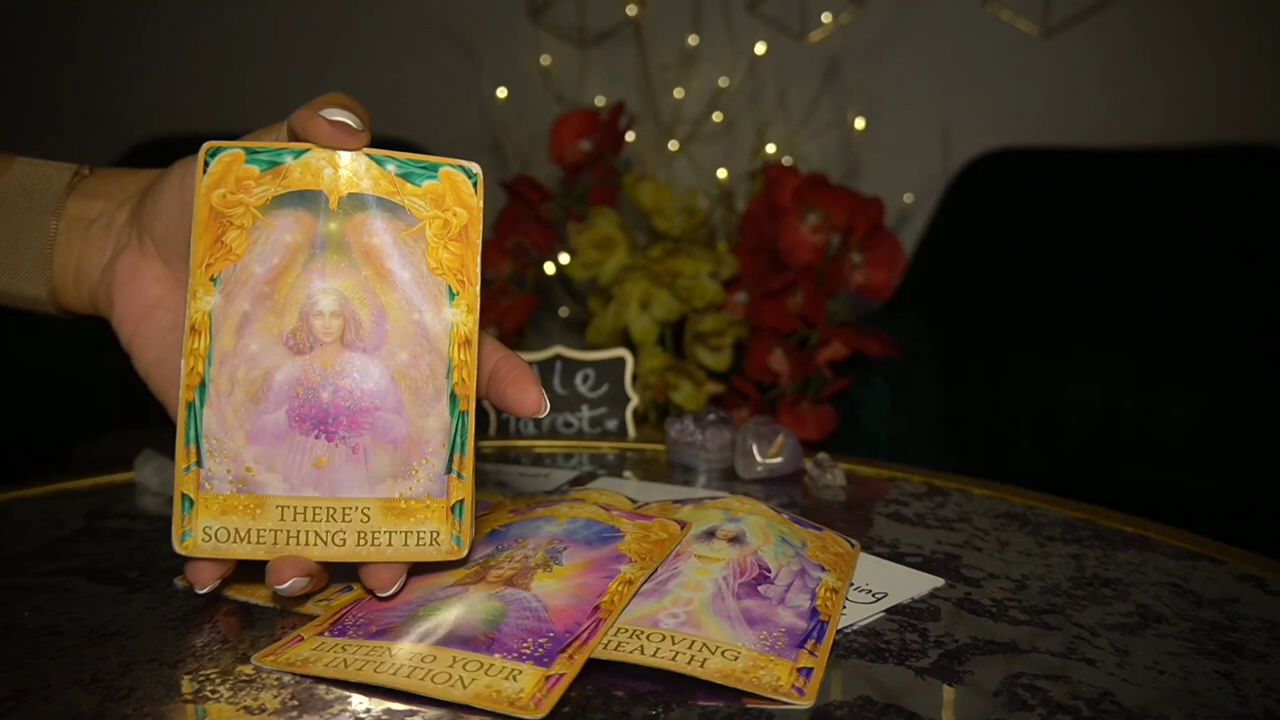 THERE'S
SOMETHING BETTER
Tarot
LISTEN TO YOUR
INTUITION
PROVING
HEALTH